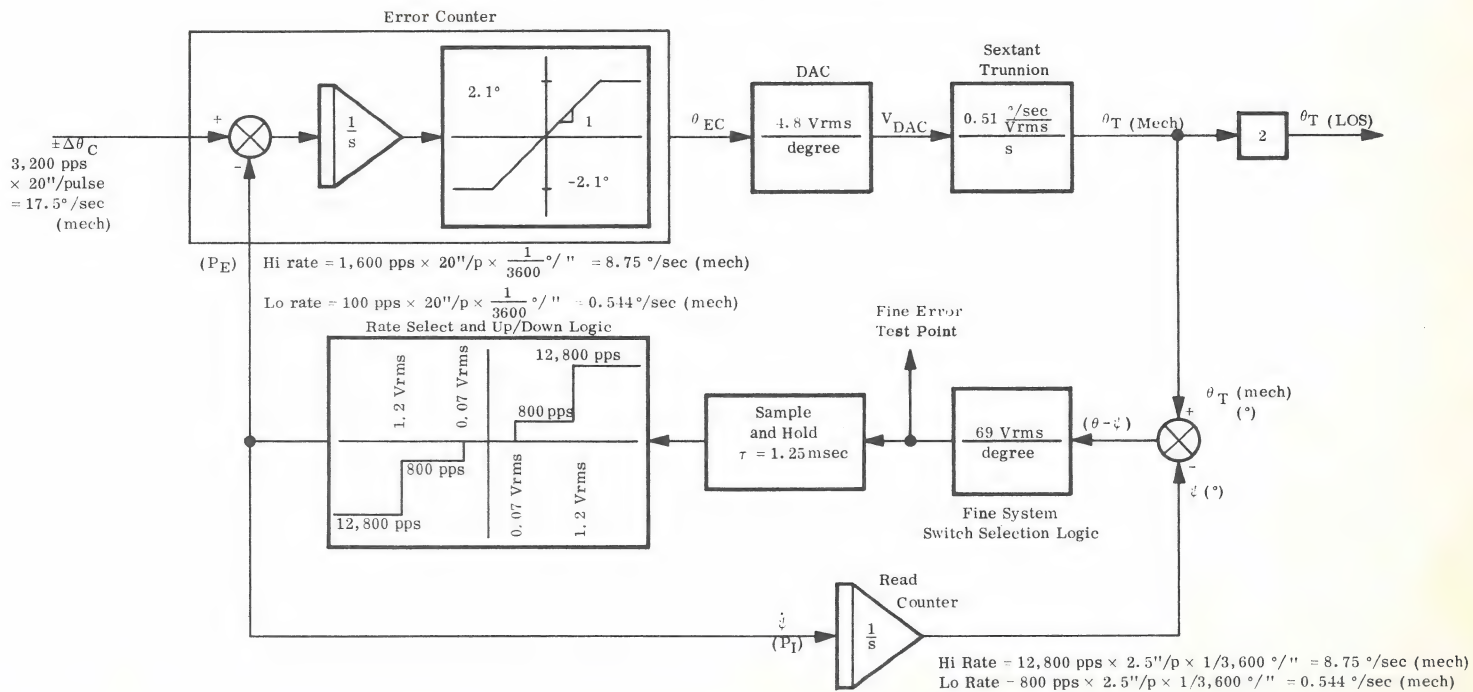 Error Counter
2.1°
1
-2.1°
1/s
+
-
±Δθ_C
3,200 pps
× 20"/pulse
= 17.5°/sec
(mech)
θ_EC
DAC
4.8 Vrms
degree
V_DAC
Sextant
Trunnion
0.51 °/sec/Vrms
s
θ_T (Mech)
2
θ_T (LOS)
(P_E)
Hi rate = 1,600 pps × 20"/p × 1/3600 °/" = 8.75 °/sec (mech)
Lo rate = 100 pps × 20"/p × 1/3600 °/" = 0.544°/sec (mech)
Rate Select and Up/Down Logic
1.2 Vrms
0.07 Vrms
12,800 pps
800 pps
800 pps
12,800 pps
0.07 Vrms
1.2 Vrms
Sample
and Hold
τ = 1.25 msec
Fine Error
Test Point
69 Vrms
degree
Fine System
Switch Selection Logic
θ_T (mech)
(°)
+
-
(°)
(P_I)
Read
Counter
1/s
Hi Rate = 12,800 pps × 2.5"/p × 1/3,600 °/" = 8.75 °/sec (mech)
Lo Rate = 800 pps × 2.5"/p × 1/3,600 °/" = 0.544 °/sec (mech)